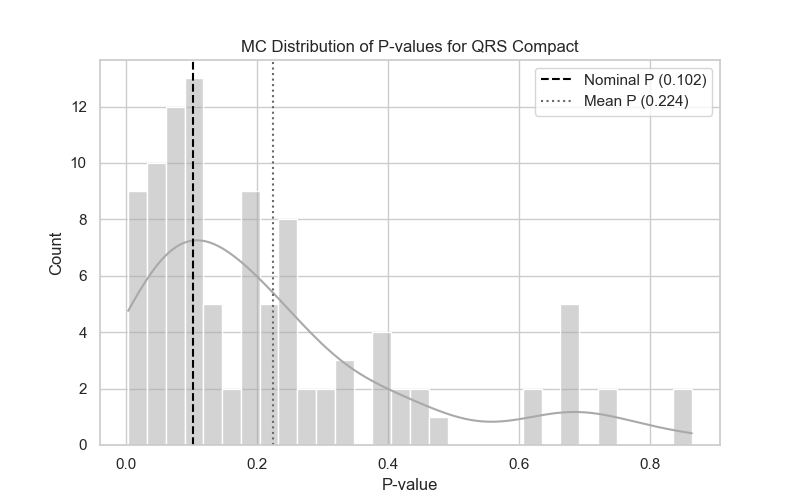 MC Distribution of P-values for QRS Compact
Nominal P (0.102)
Mean P (0.224)
Count
12
10
8
6
4
2
0
0.0 0.2 0.4 0.6 0.8
P-value